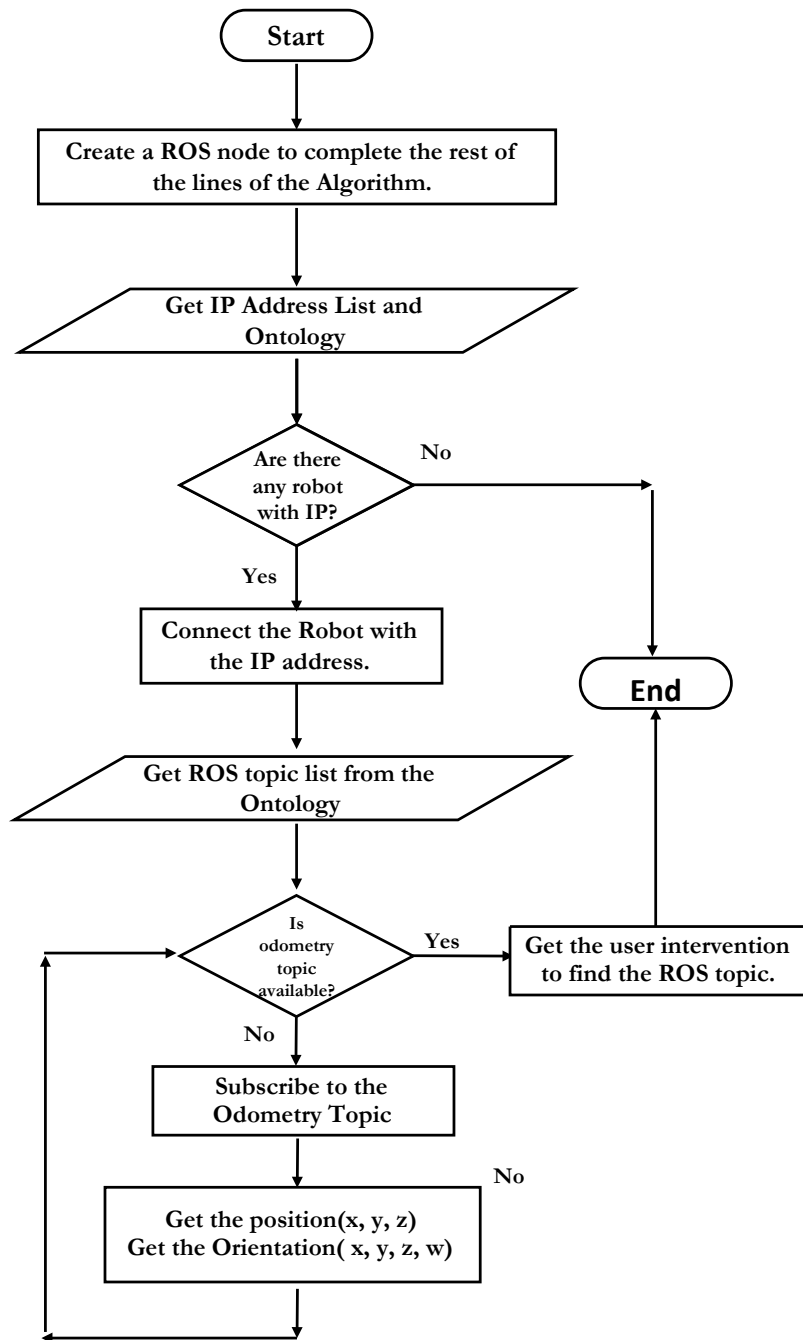 Start
Create a ROS node to complete the rest of
the lines of the Algorithm.
Get IP Address List and
Ontology
Are there
any robot
with IP?
No
Yes
Connect the Robot with
the IP address.
End
Get ROS topic list from the
Ontology
Is
odometry
topic
available?
Yes
Get the user intervention
to find the ROS topic.
No
Subscribe to the
Odometry Topic
No
Get the position(x, y, z)
Get the Orientation( x, y, z, w)